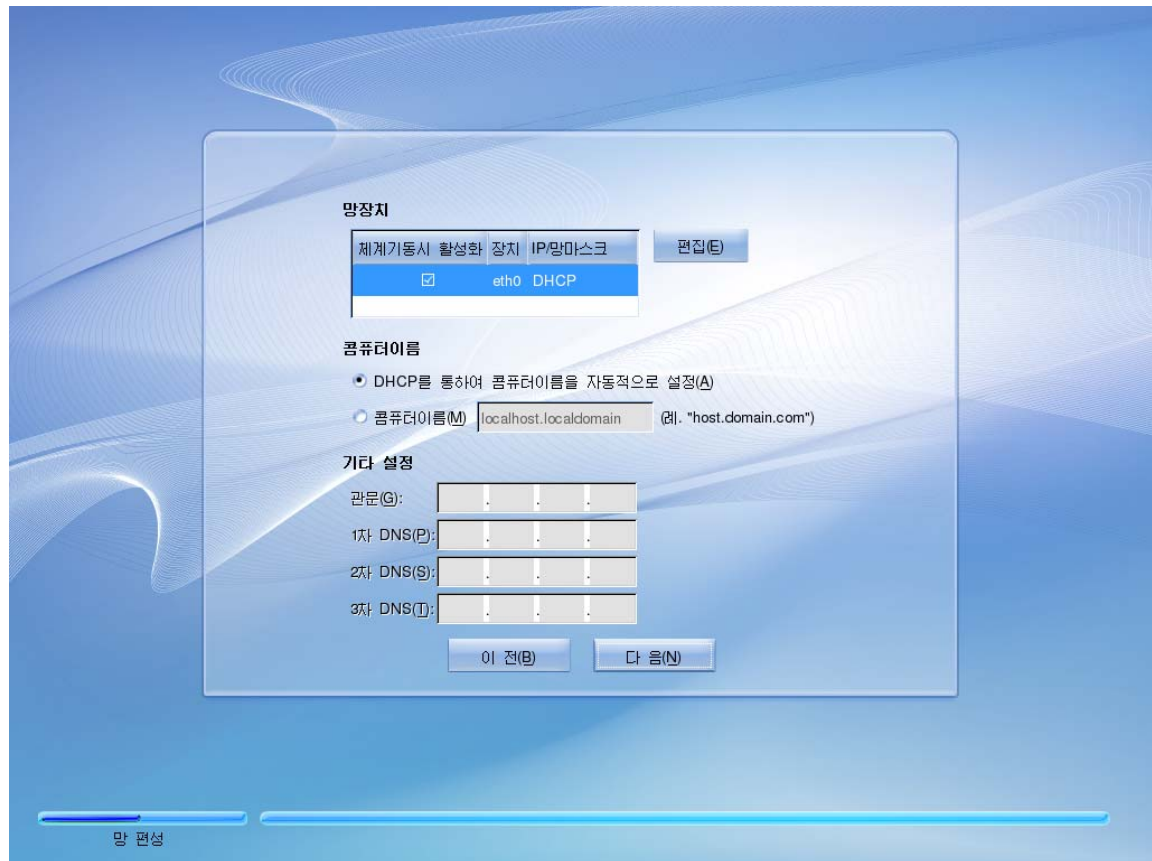 망장치
체계기동시 활성화 장치 IP/망마스크
편집(E)
eth0 DHCP
콤퓨터이름
DHCP를 통하여 콤퓨터이름을 자동적으로 설정(A)
콤퓨터이름(M) localhost.localdomain (례. "host.domain.com")
기타 설정
관문(G): . . .
1차 DNS(P): . . .
2차 DNS(S): . . .
3차 DNS(T): . . .
이 전(B) 다 음(N)
망 편성